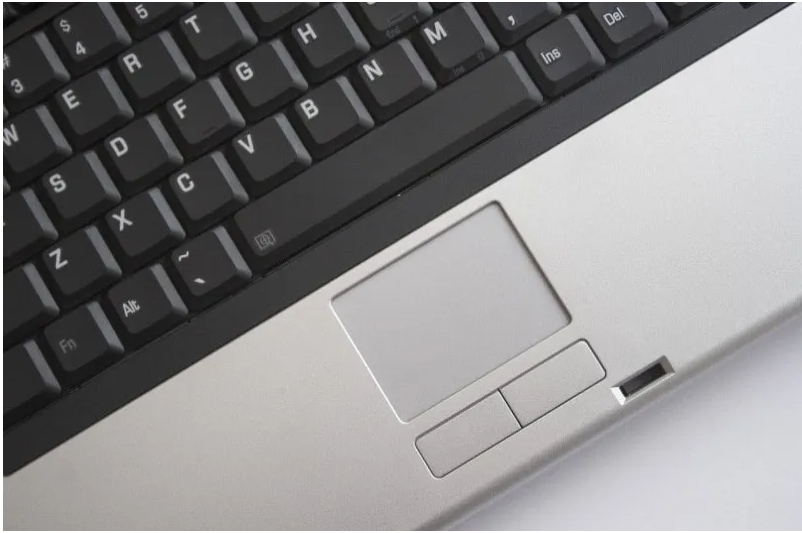 $ 4
5
# 3
W E R T
S D F G H
Z X C V B N M ,
Fn Alt ~ ` Ins Del